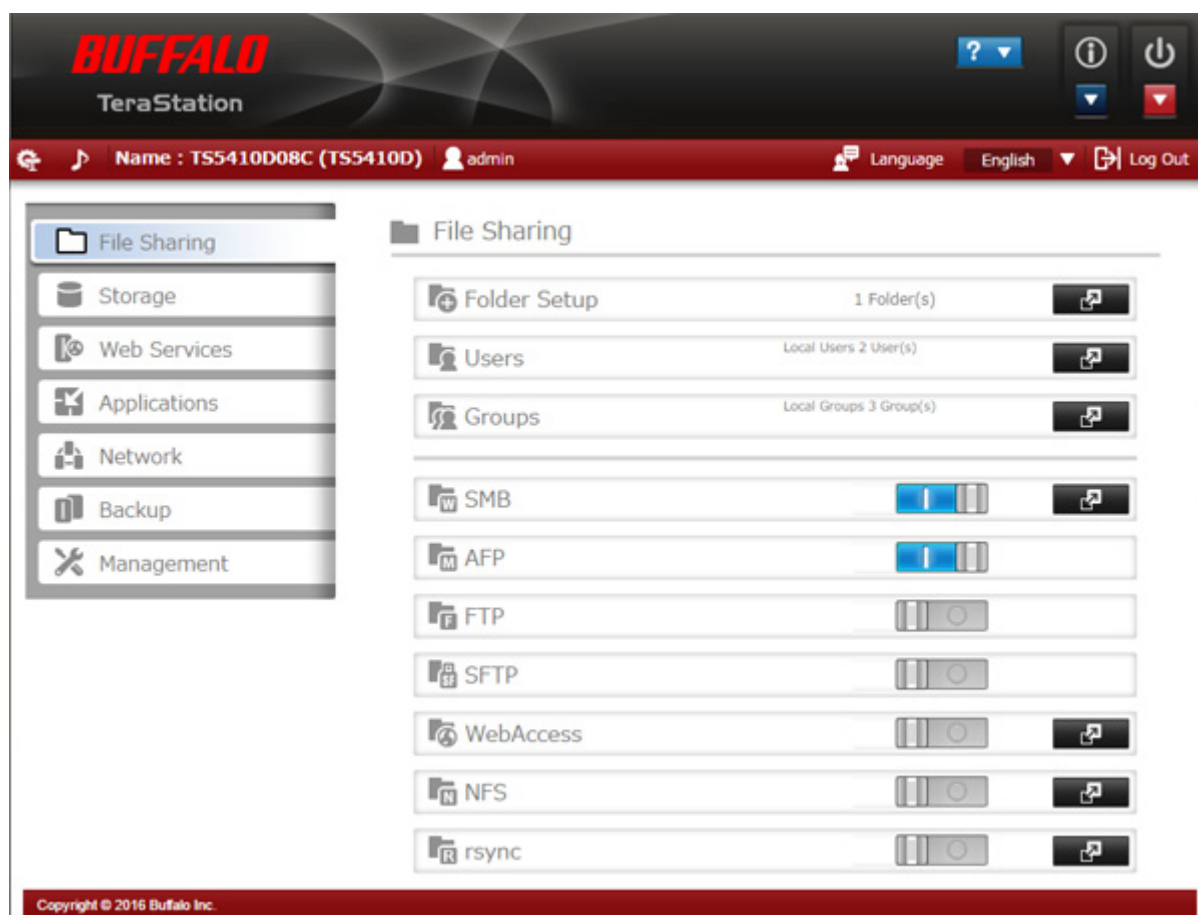 BUFFALO
TeraStation
?
Name : TS5410D08C (TS5410D) admin Language English Log Out
File Sharing
Storage
Web Services
Applications
Network
Backup
Management
File Sharing
Folder Setup 1 Folder(s)
Users Local Users 2 User(s)
Groups Local Groups 3 Group(s)
SMB
AFP
FTP
SFTP
WebAccess
NFS
rsync
Copyright © 2016 Buffalo Inc.